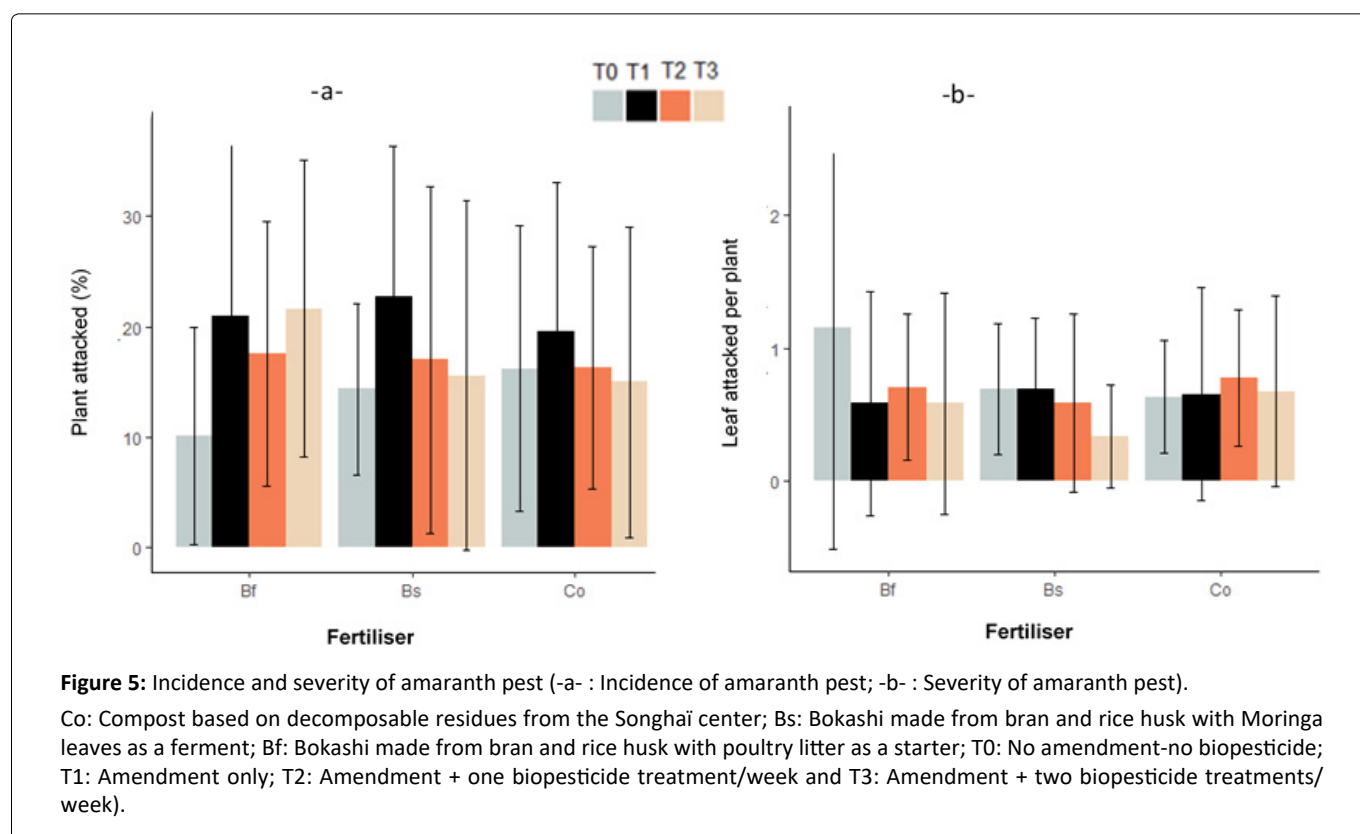 T0 T1 T2 T3
-a-
-b-
Plant attacked (%)
30
20
10
0
Bf Bs Co
Fertiliser
Leaf attacked per plant
2
1
0
Bf Bs Co
Fertiliser
Figure 5: Incidence and severity of amaranth pest (-a- : Incidence of amaranth pest; -b- : Severity of amaranth pest).
Co: Compost based on decomposable residues from the Songhaï center; Bs: Bokashi made from bran and rice husk with Moringa
leaves as a ferment; Bf: Bokashi made from bran and rice husk with poultry litter as a starter; T0: No amendment-no biopesticide;
T1: Amendment only; T2: Amendment + one biopesticide treatment/week and T3: Amendment + two biopesticide treatments/
week).